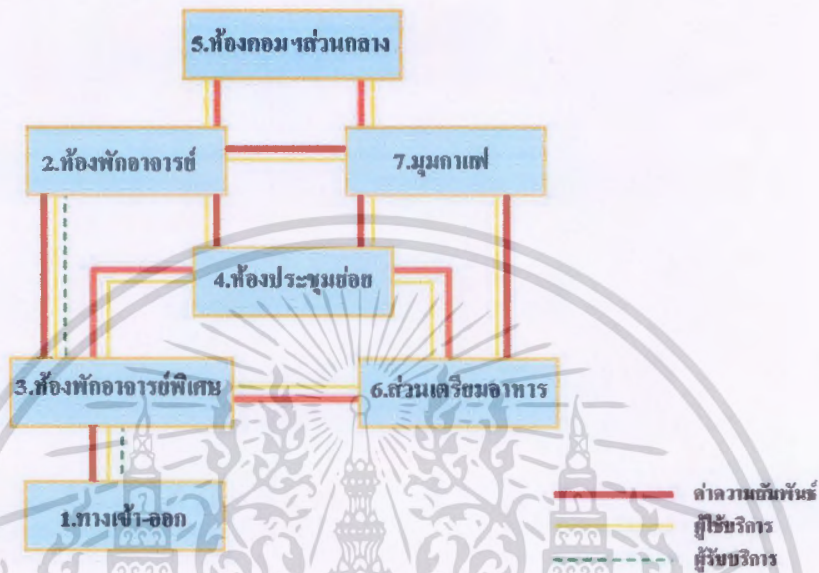 5.ห้องคอมฯส่วนกลาง
2.ห้องพักอาจารย์
7.มุมกาแฟ
4.ห้องประชุมย่อย
3.ห้องพักอาจารย์พิเศษ
6.ส่วนเตรียมอาหาร
1.ทางเข้า-ออก
ค่าความสัมพันธ์
ผู้ใช้บริการ
ผู้รับบริการ